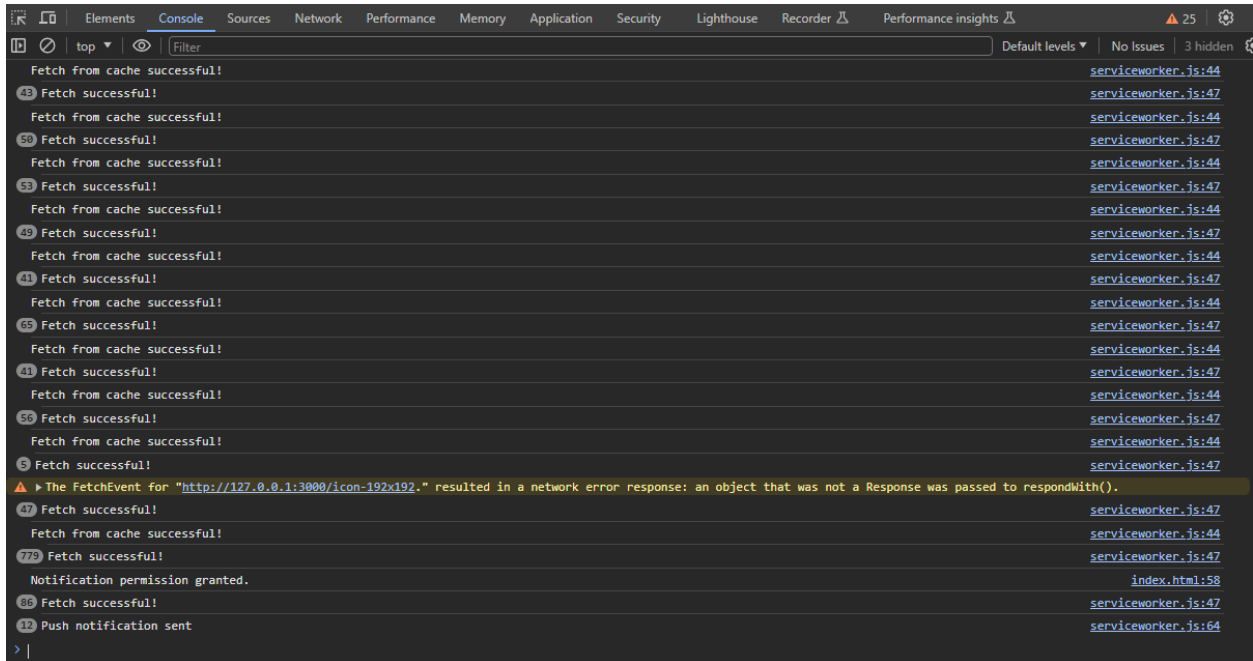 Elements Console Sources Network Performance Memory Application Security Lighthouse Recorder Performance insights 25
top Filter Default levels No Issues 3 hidden
Fetch from cache successful! serviceworker.js:44
43 Fetch successful! serviceworker.js:47
Fetch from cache successful! serviceworker.js:44
50 Fetch successful! serviceworker.js:47
Fetch from cache successful! serviceworker.js:44
53 Fetch successful! serviceworker.js:47
Fetch from cache successful! serviceworker.js:44
49 Fetch successful! serviceworker.js:47
Fetch from cache successful! serviceworker.js:44
41 Fetch successful! serviceworker.js:47
Fetch from cache successful! serviceworker.js:44
65 Fetch successful! serviceworker.js:47
Fetch from cache successful! serviceworker.js:44
41 Fetch successful! serviceworker.js:47
Fetch from cache successful! serviceworker.js:44
56 Fetch successful! serviceworker.js:47
Fetch from cache successful! serviceworker.js:44
5 Fetch successful! serviceworker.js:47
The FetchEvent for "http://127.0.0.1:3000/icon-192x192." resulted in a network error response: an object that was not a Response was passed to respondWith().
47 Fetch successful! serviceworker.js:47
Fetch from cache successful! serviceworker.js:44
779 Fetch successful! serviceworker.js:47
Notification permission granted. index.html:58
86 Fetch successful! serviceworker.js:47
12 Push notification sent serviceworker.js:64